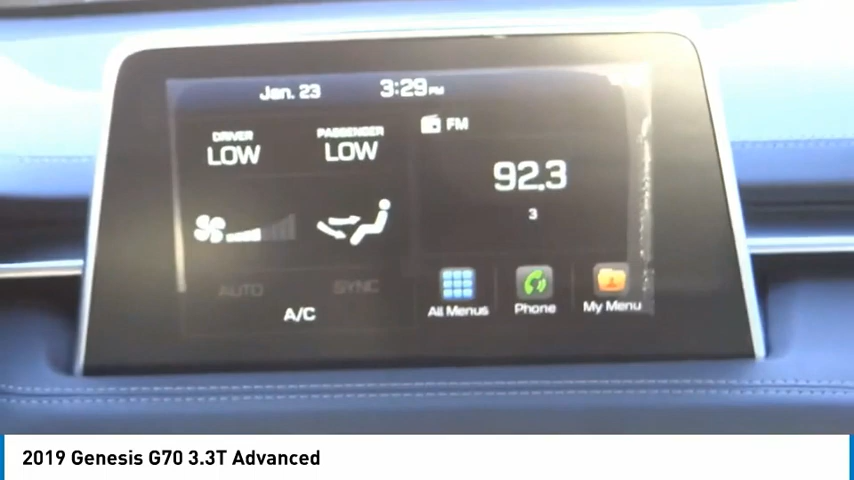 Jan. 23 3:29PM
DRIVER PASSENGER
LOW LOW
FM
92.3
3
AUTO SYNC
A/C
All Menus Phone My Menu
2019 Genesis G70 3.3T Advanced